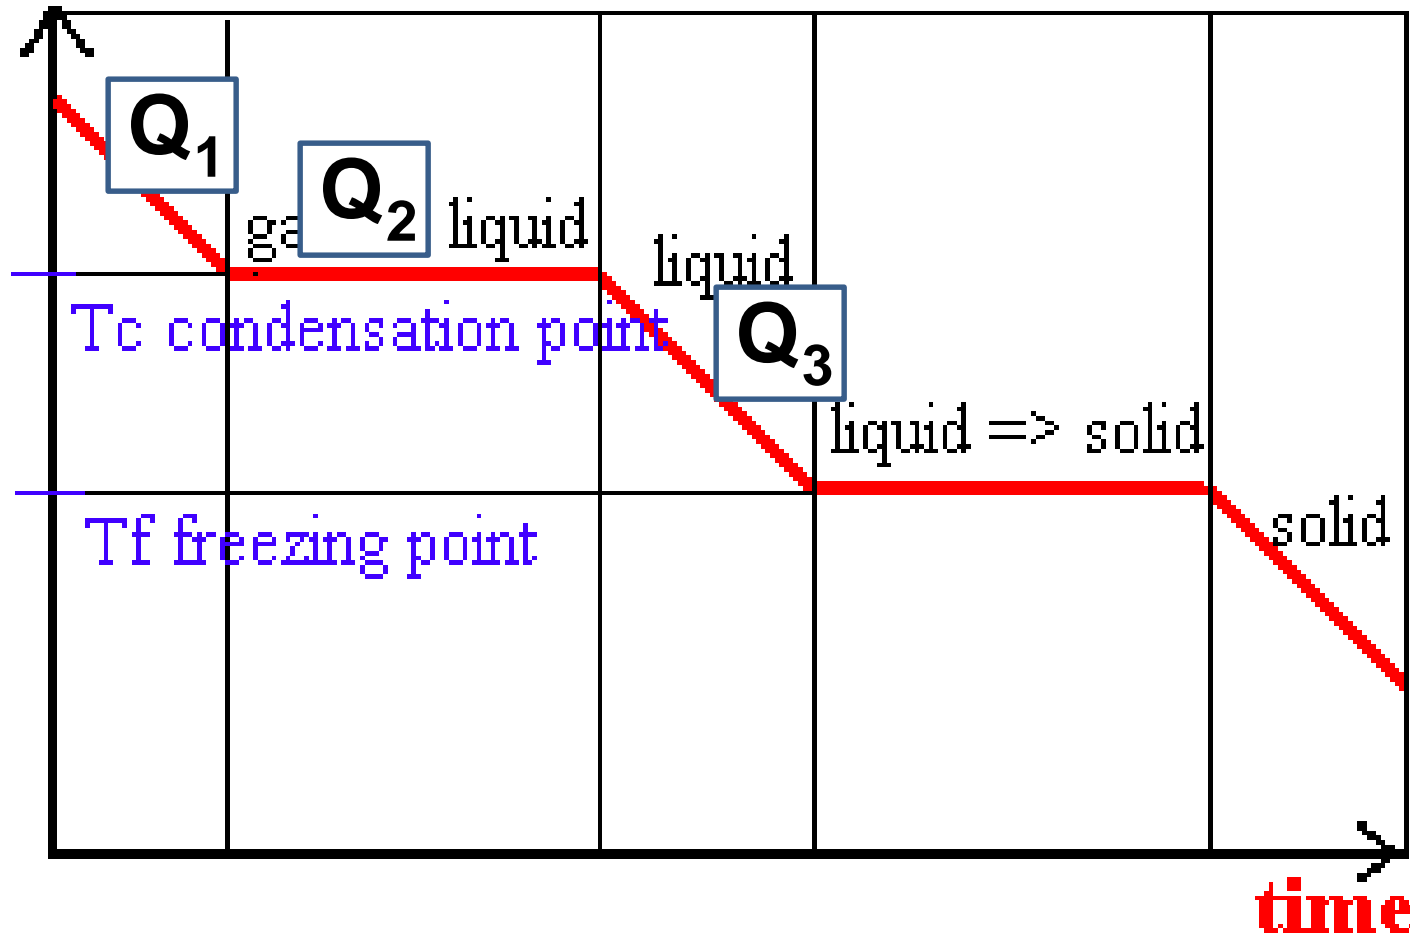 Q1
Q2
liquid
liquid
Tc condensation point
Q3
liquid => solid
Tf freezing point
solid
time